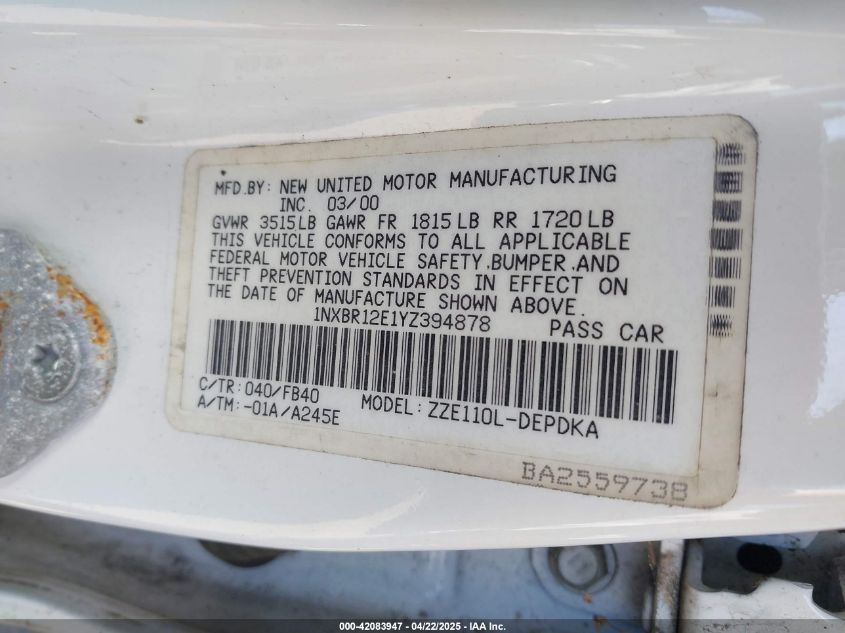 MFD.BY: NEW UNITED MOTOR MANUFACTURING
INC. 03/00
GVWR 3515LB GAWR FR 1815LB RR 1720LB
THIS VEHICLE CONFORMS TO ALL APPLICABLE
FEDERAL MOTOR VEHICLE SAFETY,BUMPER,AND
THEFT PREVENTION STANDARDS IN EFFECT ON
THE DATE OF MANUFACTURE SHOWN ABOVE.
1NXBR12E1YZ394878 PASS CAR
C/TR:040/FB40
A/TM:-01A/A245E MODEL:ZZE110L-DEPDKA
BA2559738
000-42083947 - 04/22/2025 - IAA Inc.